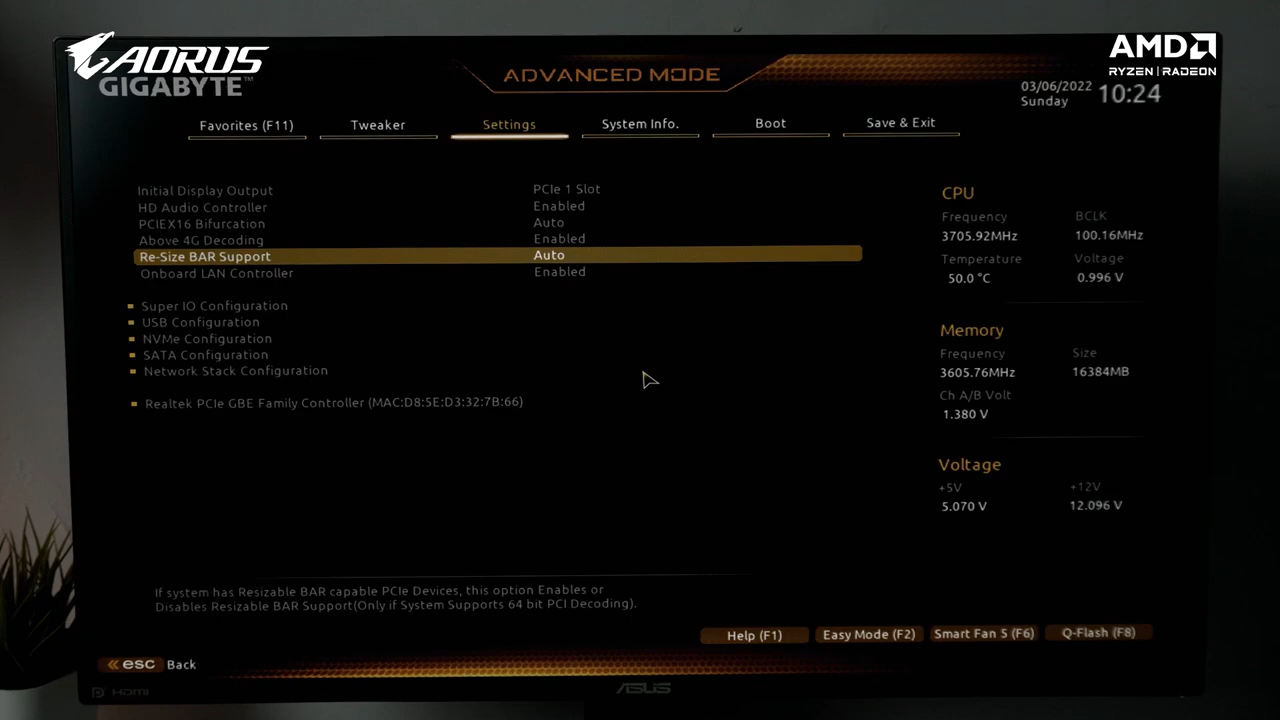 AORUS
GIGABYTE™
AMD
RYZEN | RADEON
ADVANCED MODE
03/06/2022
Sunday
10:24
Favorites (F11)
Tweaker
Settings
System Info.
Boot
Save & Exit
Initial Display Output PCIe 1 Slot
HD Audio Controller Enabled
PCIEX16 Bifurcation Auto
Above 4G Decoding Enabled
Re-Size BAR Support Auto
Onboard LAN Controller Enabled
Super IO Configuration
USB Configuration
NVMe Configuration
SATA Configuration
Network Stack Configuration
Realtek PCIe GBE Family Controller (MAC:D8:5E:D3:32:7B:66)
CPU
Frequency BCLK
3705.92MHz 100.16MHz
Temperature Voltage
50.0 °C 0.996 V
Memory
Frequency Size
3605.76MHz 16384MB
Ch A/B Volt
1.380 V
Voltage
+5V +12V
5.070 V 12.096 V
If system has Resizable BAR capable PCIe Devices, this option Enables or
Disables Resizable BAR Support(Only if System Supports 64 bit PCI Decoding).
Help (F1)
Easy Mode (F2)
Smart Fan 5 (F6)
Q-Flash (F8)
esc Back
HDMI
ASUS